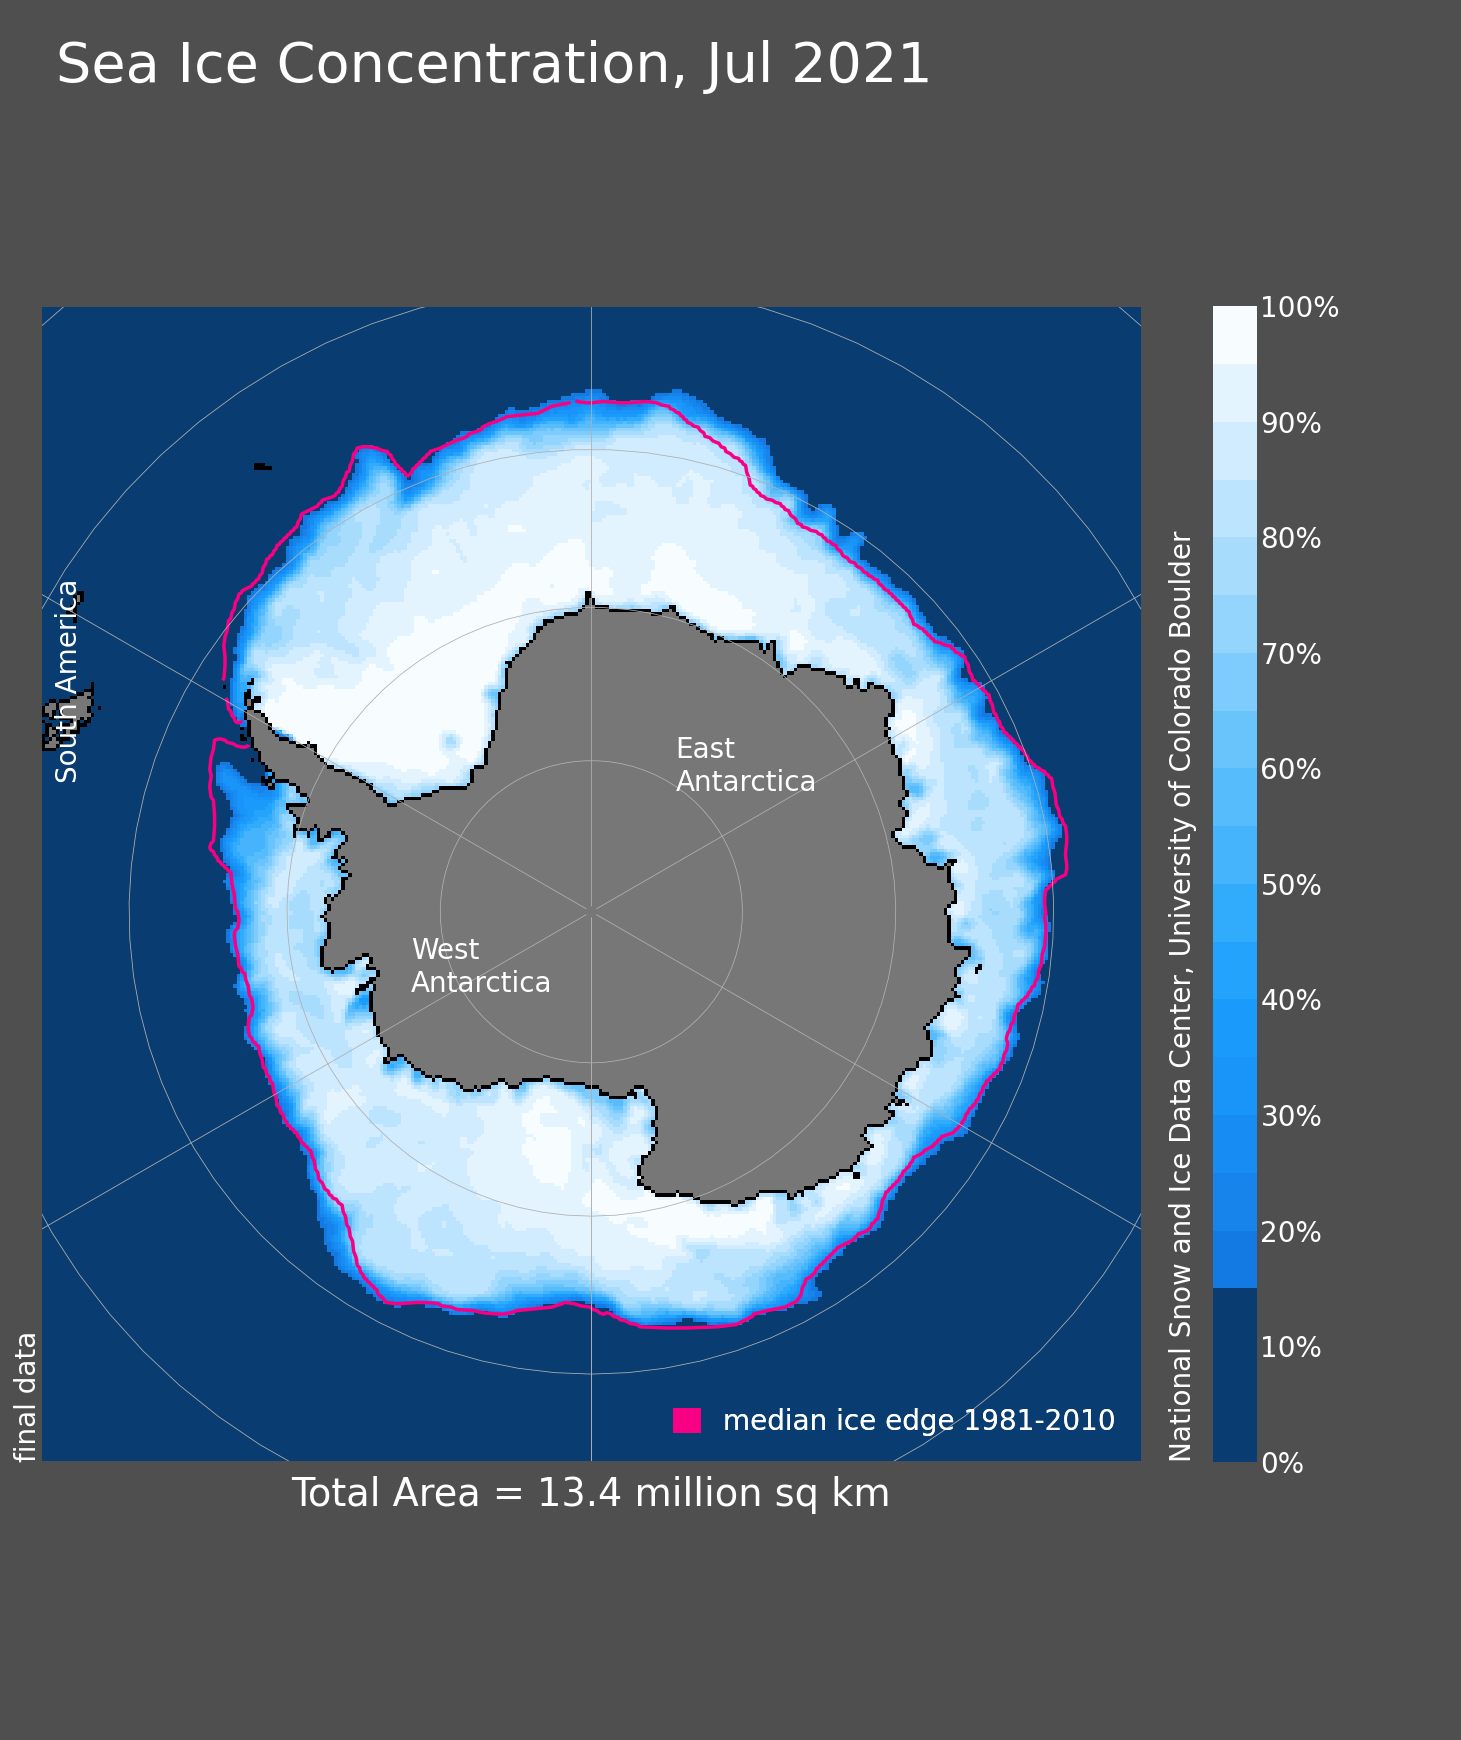 Sea Ice Concentration, Jul 2021
South America
East
Antarctica
West
Antarctica
median ice edge 1981-2010
final data
Total Area = 13.4 million sq km
National Snow and Ice Data Center, University of Colorado Boulder
100%
90%
80%
70%
60%
50%
40%
30%
20%
10%
0%